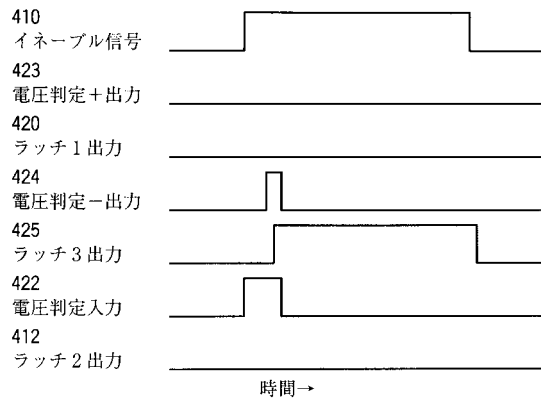 410
イネーブル信号
423
電圧判定＋出力
420
ラッチ1出力
424
電圧判定－出力
425
ラッチ3出力
422
電圧判定入力
412
ラッチ2出力
時間→